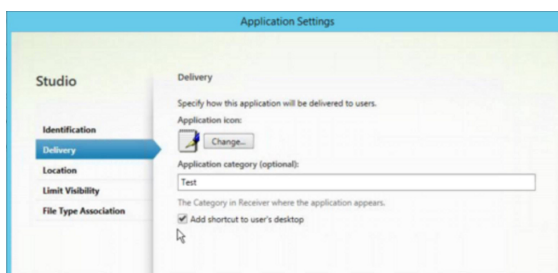 Application Settings
Studio
Identification
Delivery
Location
Limit Visibility
File Type Association
Delivery
Specify how this application will be delivered to users.
Application icon:
Change...
Application category (optional):
Test
The Category in Receiver where the application appears.
Add shortcut to user's desktop